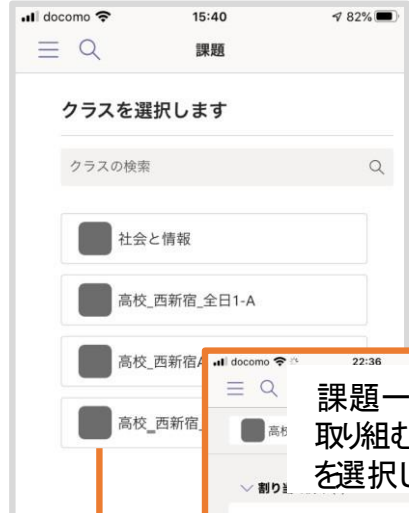 docomo 15:40 82%
課題
クラスを選択します
クラスの検索
社会と情報
高校_西新宿_全日1-A
高校_西新宿
高校_西新宿_
docomo 22:36
課題一
高校
取り組む
を選択し
割り